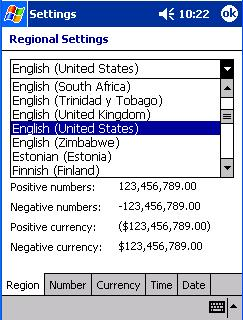 Settings 10:22 ok
Regional Settings
English (United States)
English (South Africa)
English (Trinidad y Tobago)
English (United Kingdom)
English (United States)
English (Zimbabwe)
Estonian (Estonia)
Finnish (Finland)
Positive numbers: 123,456,789.00
Negative numbers: -123,456,789.00
Positive currency: ($123,456,789.00)
Negative currency: $123,456,789.00
Region Number Currency Time Date